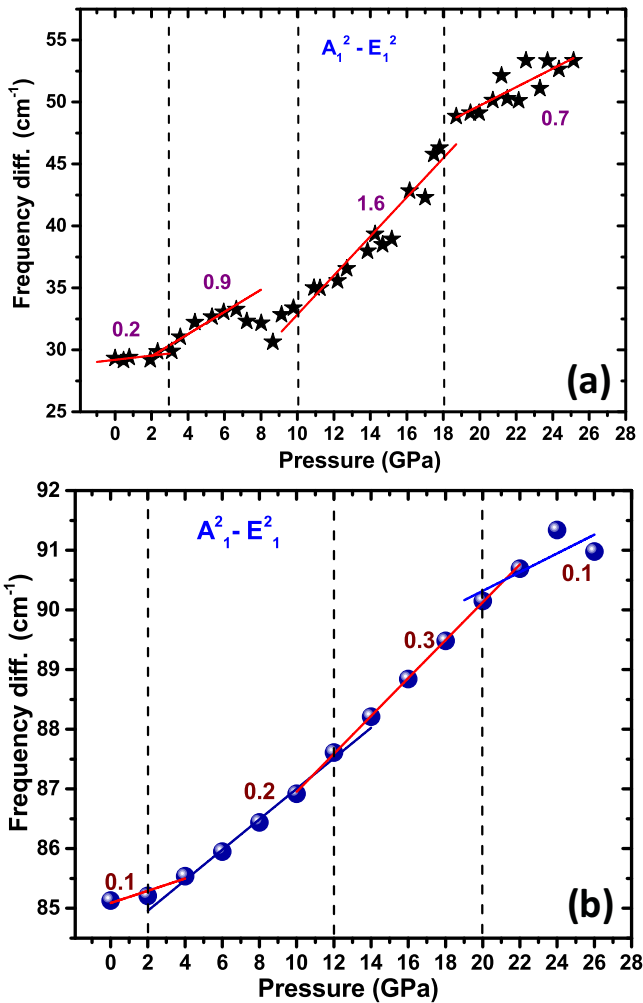 A₁² - E₁²
Frequency diff. (cm⁻¹)
55
50
45
40
35
30
25
0.2
0.9
1.6
0.7
(a)
0 2 4 6 8 10 12 14 16 18 20 22 24 26 28
Pressure (GPa)
A²₁- E²₁
Frequency diff. (cm⁻¹)
92
91
90
89
88
87
86
85
0.1
0.2
0.3
0.1
(b)
0 2 4 6 8 10 12 14 16 18 20 22 24 26 28
Pressure (GPa)